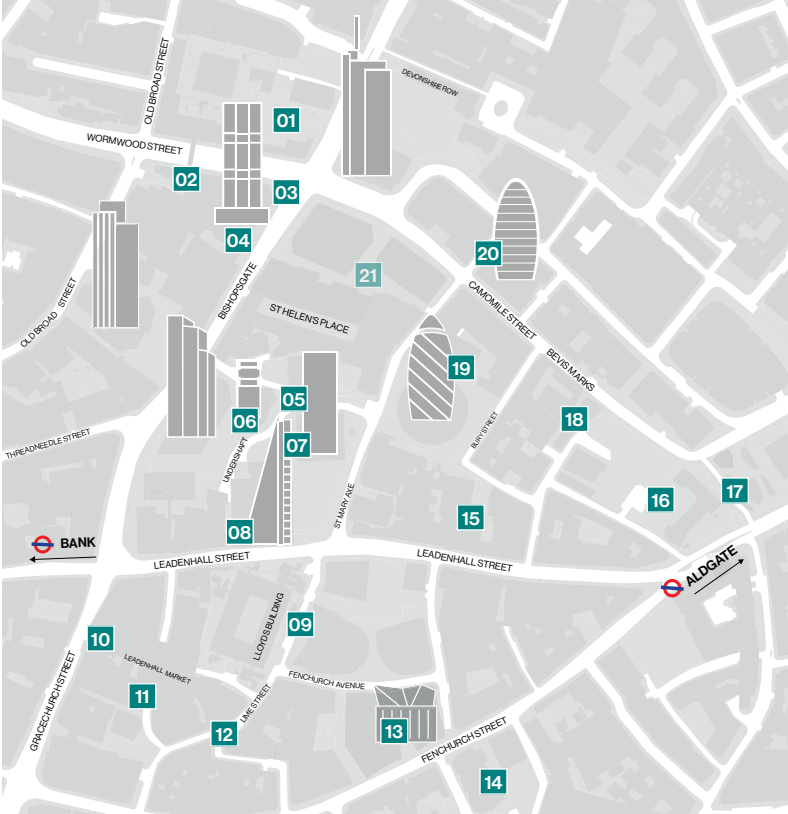 DEVONSHIRE ROW
OLD BROAD STREET
01
WORMWOOD STREET
02
03
04
20
21
BISHOPSGATE
CAMOMILE STREET
OLD BROAD STREET
ST HELEN'S PLACE
BEVIS MARKS
19
05
06
18
BURY STREET
THREADNEEDLE STREET
07
UNDERSHAFT
ST MARY AXE
17
16
15
08
BANK
LEADENHALL STREET
LEADENHALL STREET
ALDGATE
LLOYDS BUILDING
09
10
LEADENHALL MARKET
FENCHURCH AVENUE
GRACECHURCH STREET
11
LIME STREET
12
13
FENCHURCH STREET
14